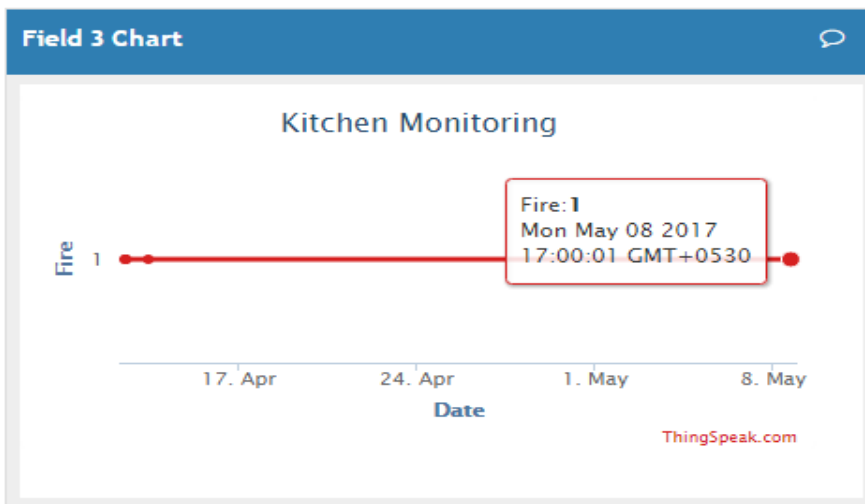 Field 3 Chart
Kitchen Monitoring
Fire:1
Mon May 08 2017
17:00:01 GMT+0530
Fire
1
17. Apr 24. Apr 1. May 8. May
Date
ThingSpeak.com